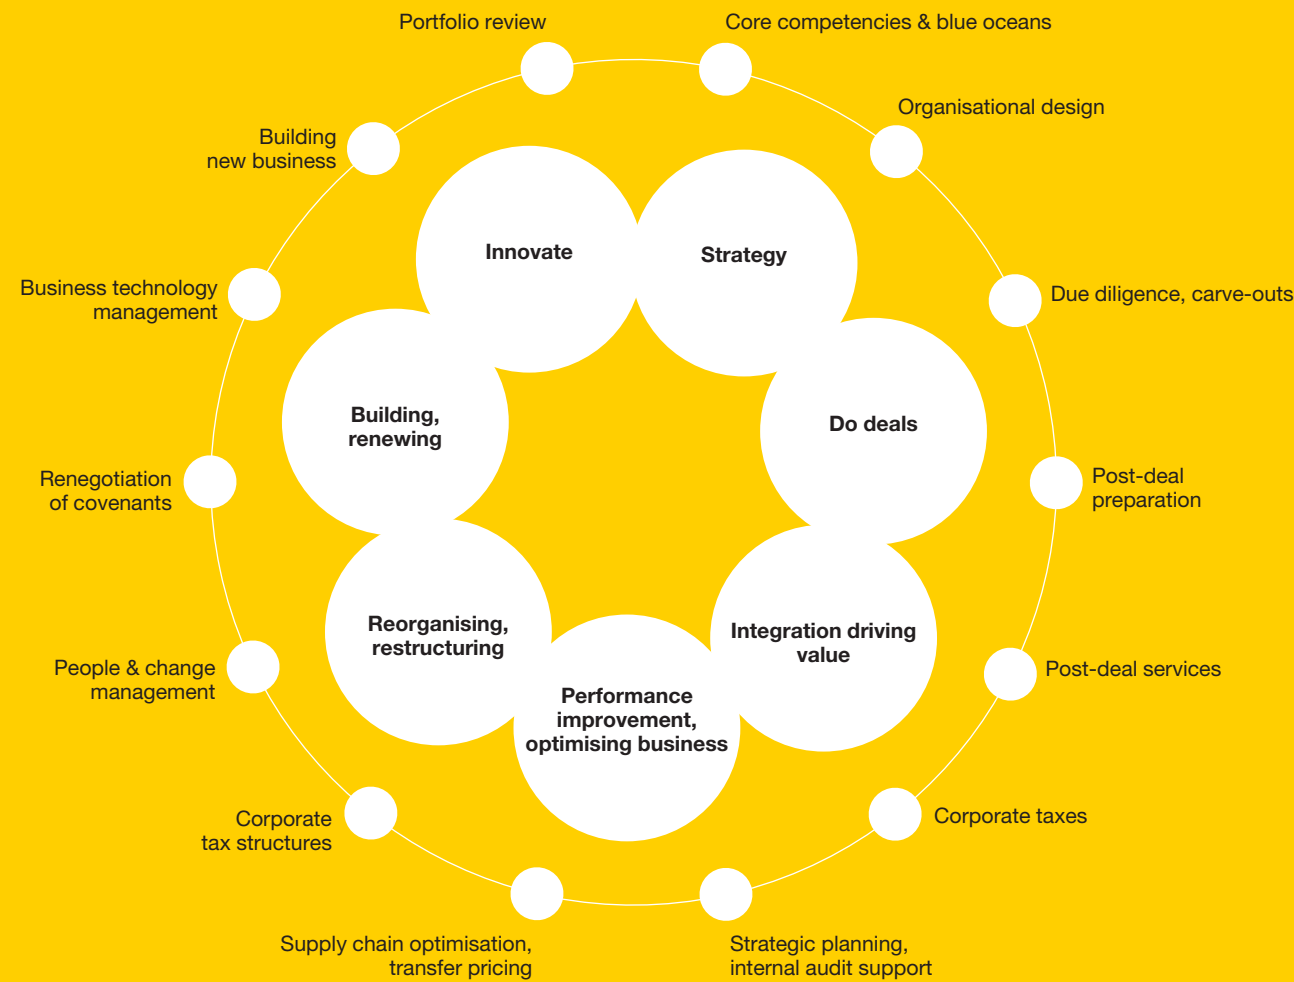 Portfolio review
Core competencies & blue oceans
Organisational design
Building
new business
Innovate
Strategy
Business technology
management
Due diligence, carve-outs
Building,
renewing
Do deals
Renegotiation
of covenants
Post-deal
preparation
Reorganising,
restructuring
Integration driving
value
People & change
management
Post-deal services
Performance
improvement,
optimising business
Corporate
tax structures
Corporate taxes
Supply chain optimisation,
transfer pricing
Strategic planning,
internal audit support